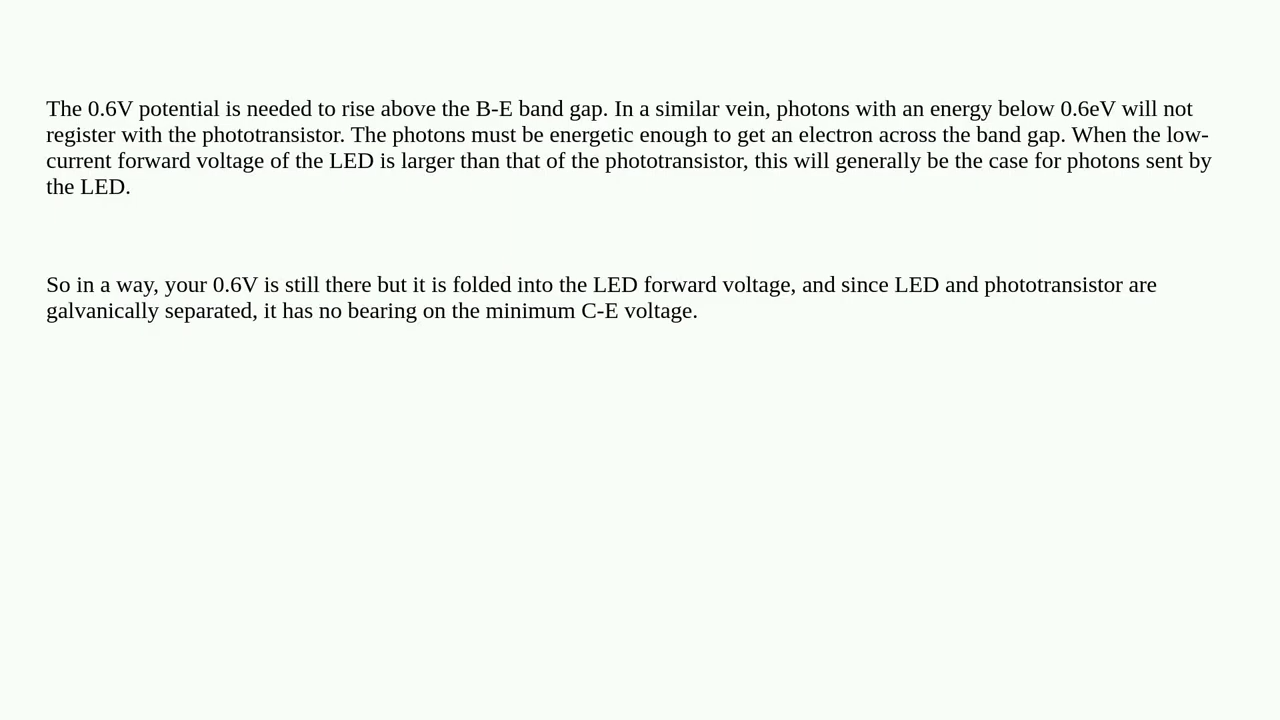 The 0.6V potential is needed to rise above the B-E band gap. In a similar vein, photons with an energy below 0.6eV will not
register with the phototransistor. The photons must be energetic enough to get an electron across the band gap. When the low-
current forward voltage of the LED is larger than that of the phototransistor, this will generally be the case for photons sent by
the LED.
So in a way, your 0.6V is still there but it is folded into the LED forward voltage, and since LED and phototransistor are
galvanically separated, it has no bearing on the minimum C-E voltage.